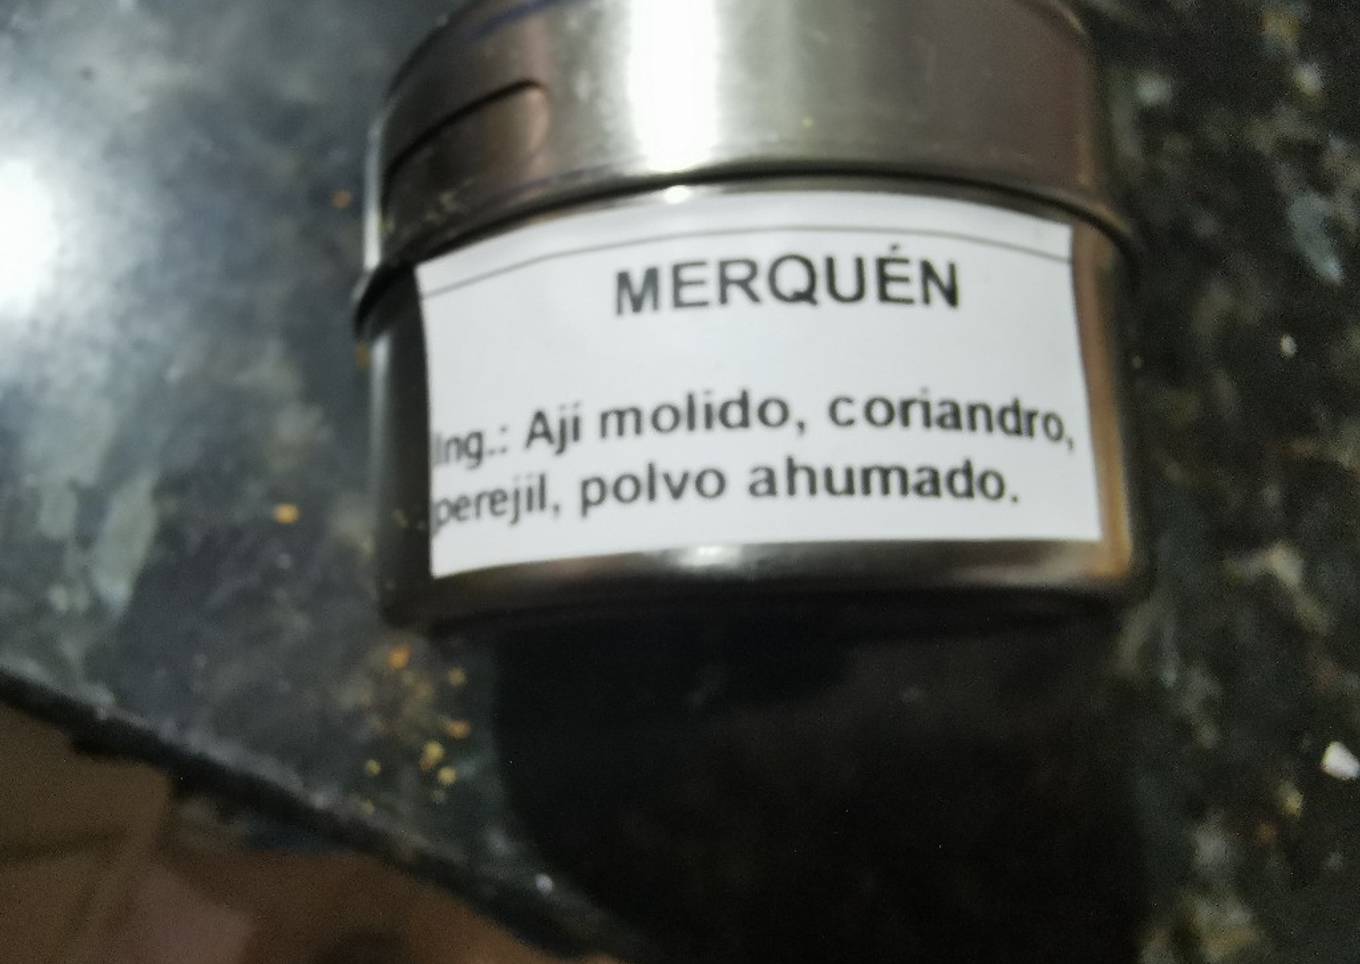 MERQUÉN
Ing.: Ají molido, coriandro,
perejil, polvo ahumado.